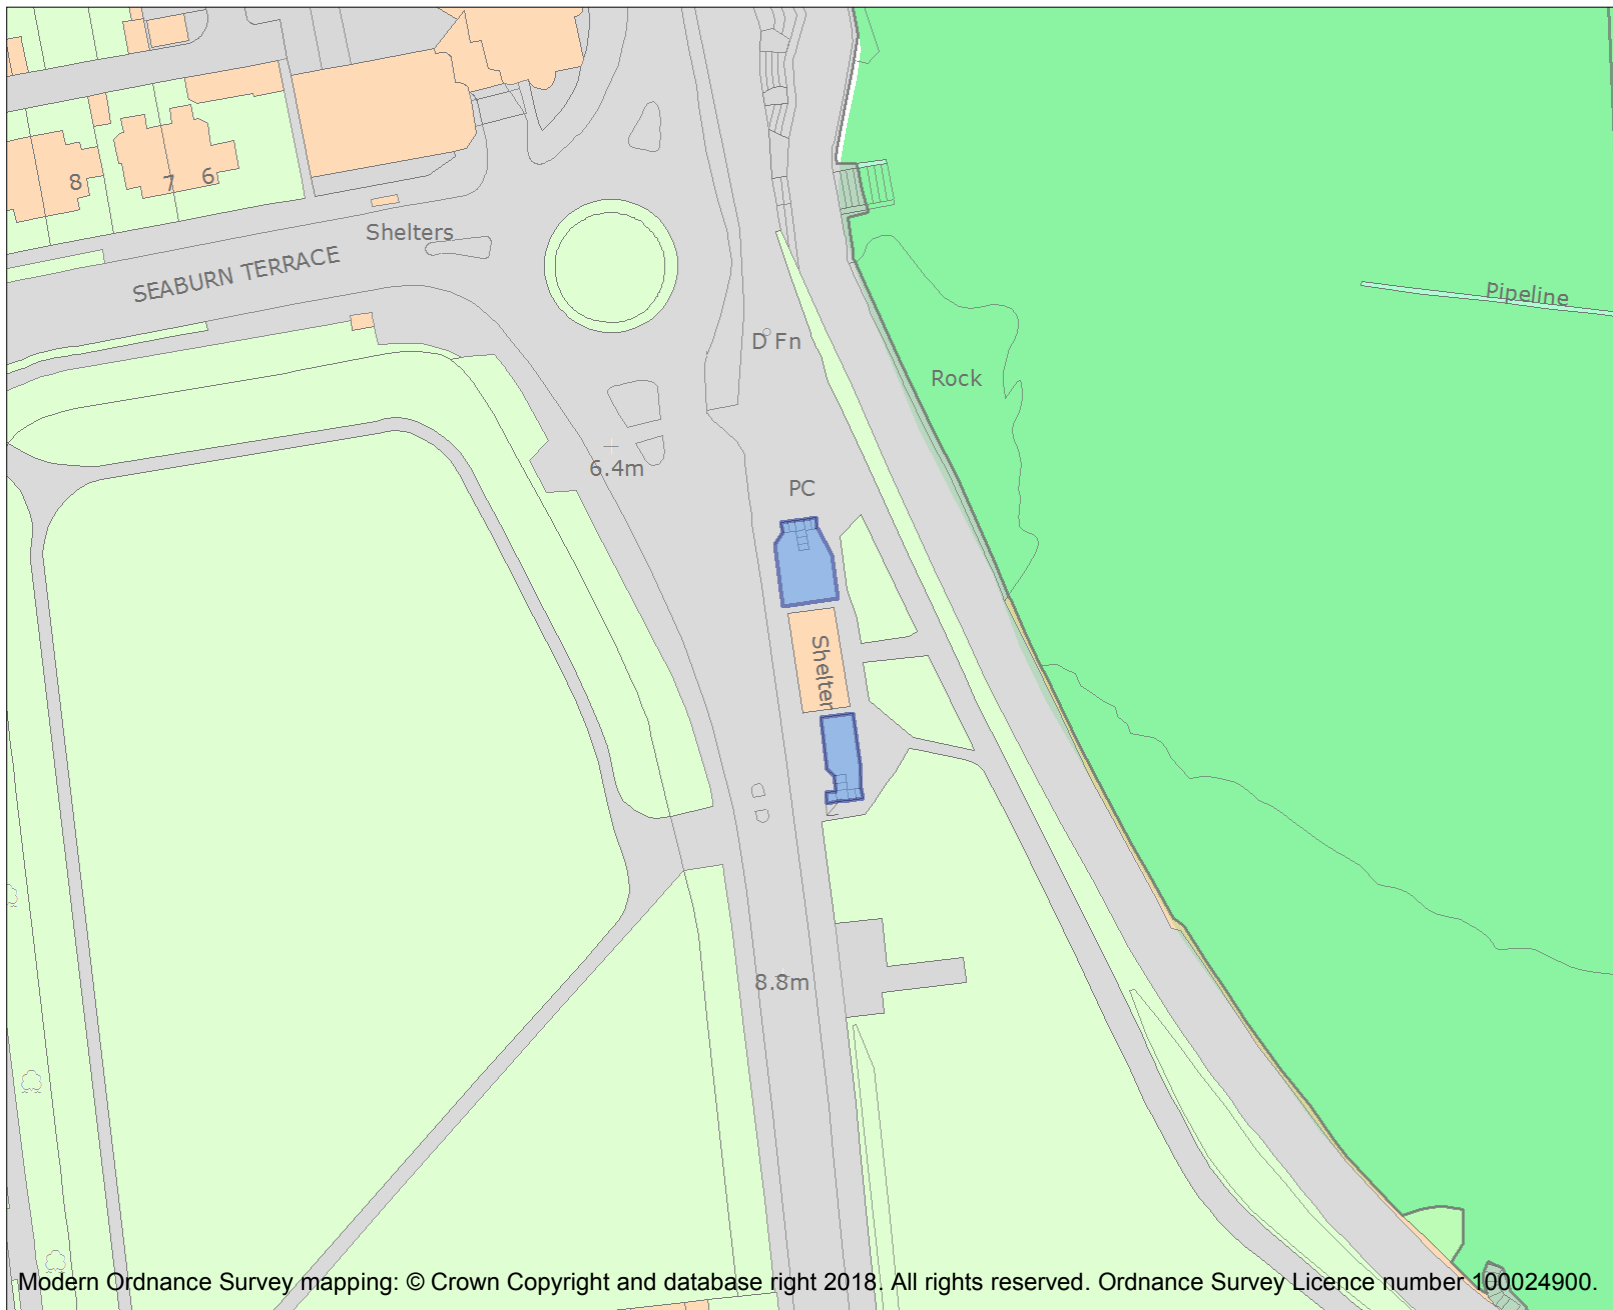 8
7
6
Shelters
SEABURN TERRACE
Pipeline
D Fn
Rock
6.4m
PC
Shelter
8.8m
Modern Ordnance Survey mapping: © Crown Copyright and database right 2018. All rights reserved. Ordnance Survey Licence number 100024900.